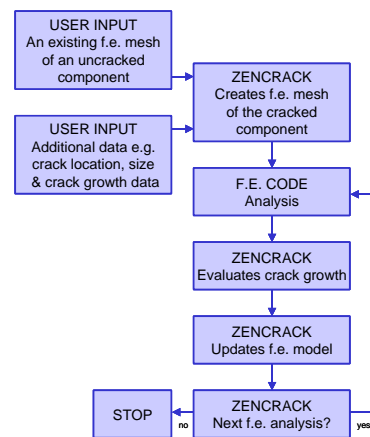 USER INPUT
An existing f.e. mesh
of an uncracked
component
ZENCRACK
Creates f.e. mesh
of the cracked
component
USER INPUT
Additional data e.g.
crack location, size
& crack growth data
F.E. CODE
Analysis
ZENCRACK
Evaluates crack growth
ZENCRACK
Updates f.e. model
STOP
no
ZENCRACK
Next f.e. analysis?
yes